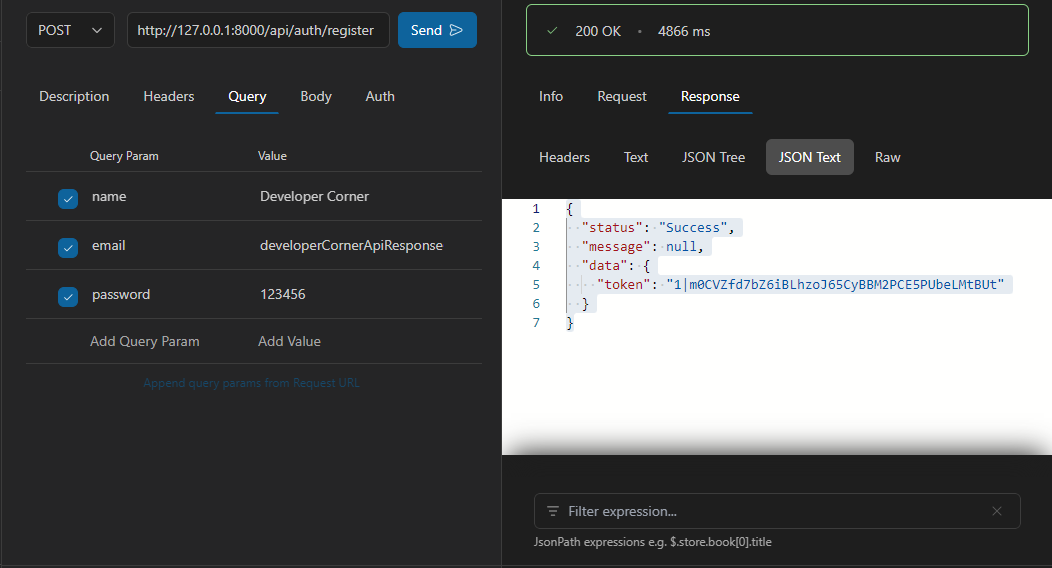 POST http://127.0.0.1:8000/api/auth/register Send
Description Headers Query Body Auth
Query Param Value
name Developer Corner
email developerCornerApiResponse
password 123456
Add Query Param Add Value
Append query params from Request URL
200 OK • 4866 ms
Info Request Response
Headers Text JSON Tree JSON Text Raw
1 {
2 "status": "Success",
3 "message": null,
4 "data": {
5 "token": "1|m0CVZfd7bZ6iBLhzoJ65CyBBM2PCE5PUbeLMtBUt"
6 }
7 }
Filter expression...
JsonPath expressions e.g. $.store.book[0].title